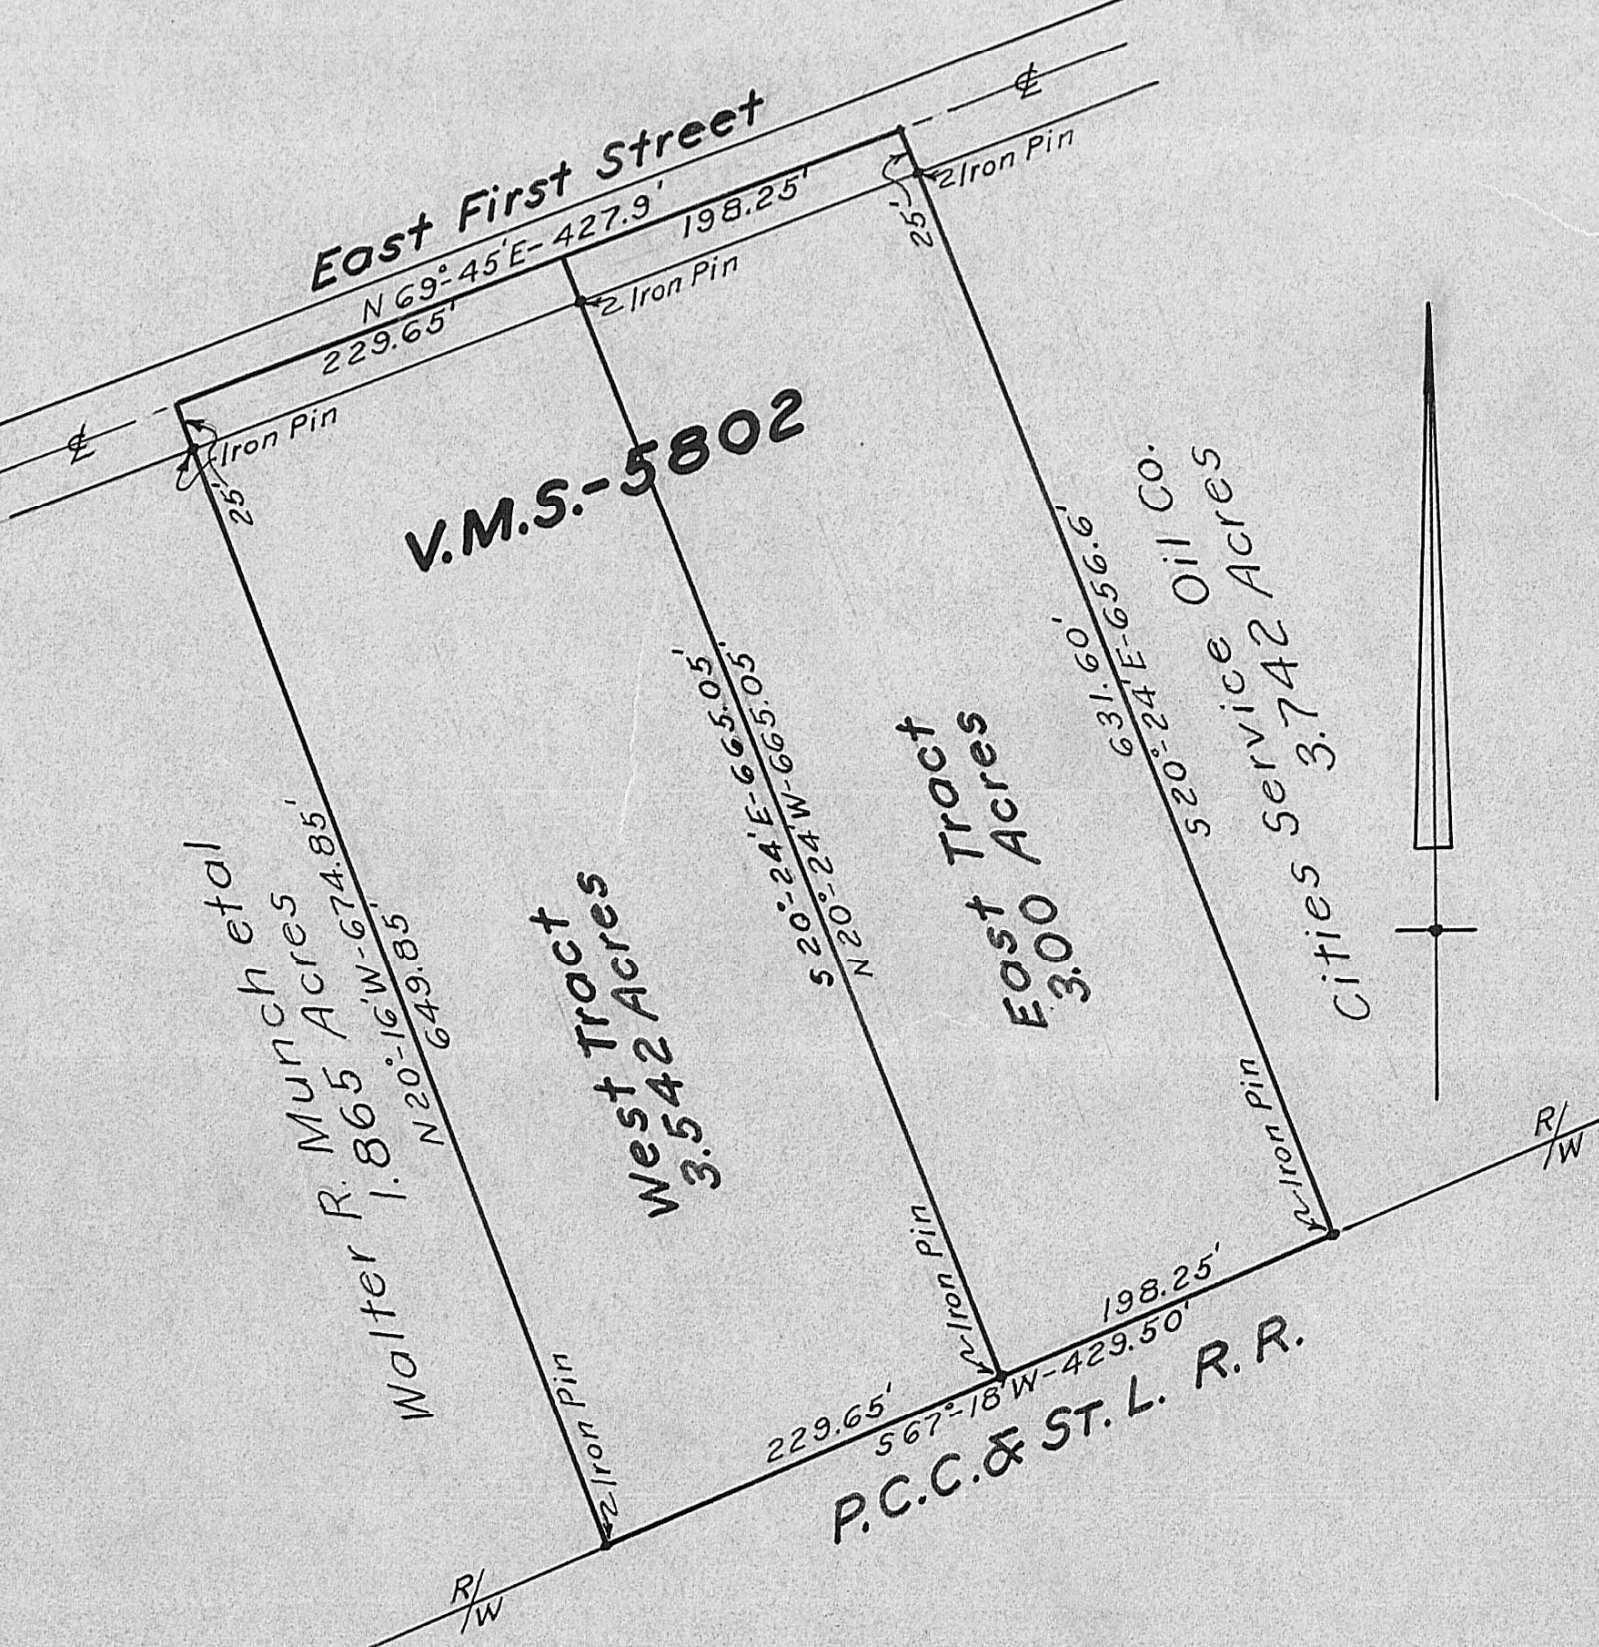 East First Street
N 69°-45'E-427.9'
229.65'
198.25'
℄
℄
Iron Pin
Iron Pin
Iron Pin
25'
25'
V.M.S.-5802
Walter R. Munch etal
1.865 Acres
N 20°-16'W-674.85'
649.85'
West Tract
3.542 Acres
S 20°-24'E-665.05'
N 20°-24'W-665.05'
East Tract
3.00 Acres
631.60'
S 20°-24'E-656.6'
Cities Service Oil Co.
3.742 Acres
Iron Pin
Iron Pin
Iron Pin
229.65'
198.25'
S 67°-18'W-429.50'
P.C.C. & ST. L. R. R.
R/W
R/W